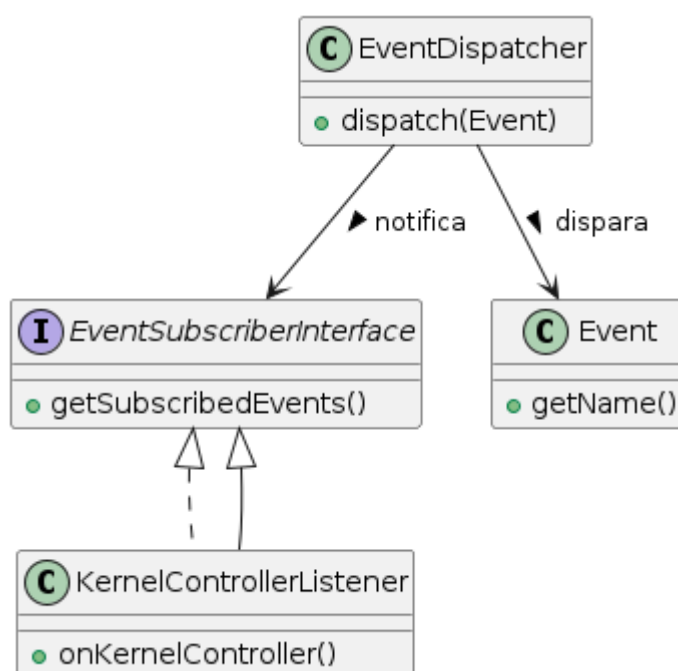 C EventDispatcher
dispatch(Event)
notifica
dispara
I EventSubscriberInterface
getSubscribedEvents()
C Event
getName()
C KernelControllerListener
onKernelController()